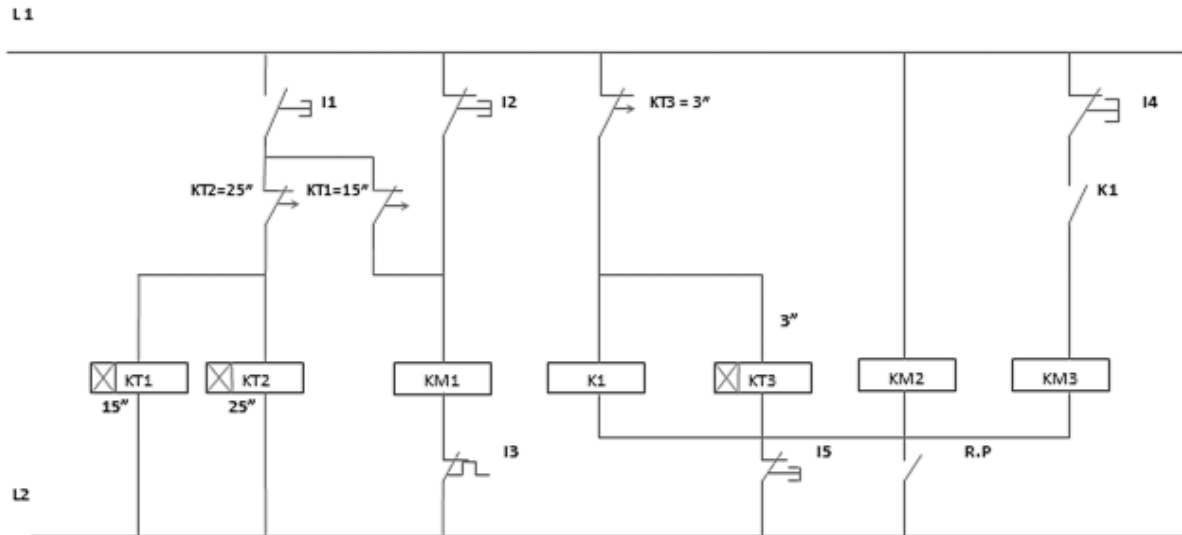 L 1
I1
I2
KT3 = 3”
I4
KT2=25”
KT1=15”
K1
3”
KT1
KT2
KM1
K1
KT3
KM2
KM3
15”
25”
I3
I5
R.P
L2